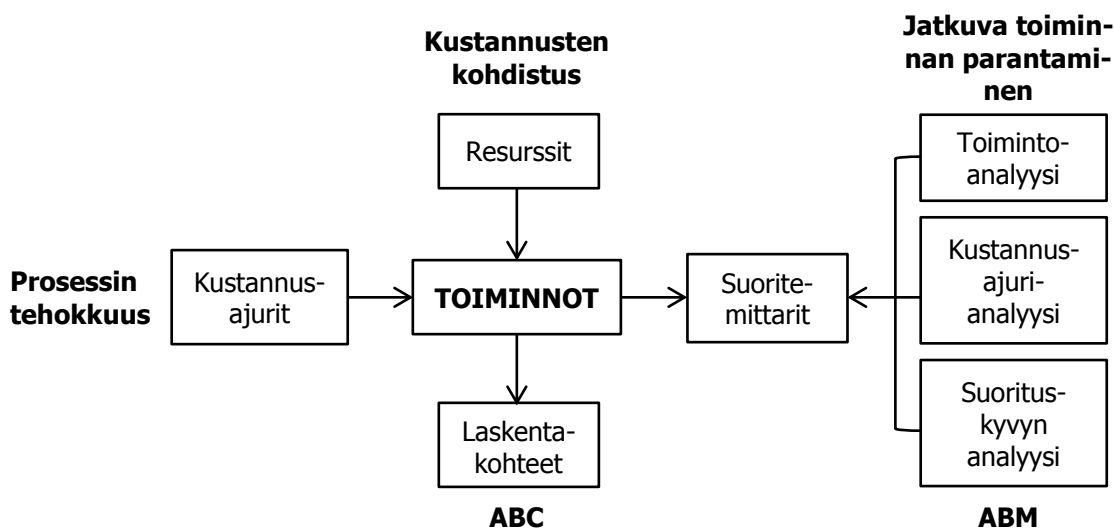 Kustannusten
kohdistus
Jatkuva toimin-
nan parantami-
nen
Resurssit
Toiminto-
analyysi
Prosessin
tehokkuus
Kustannus-
ajurit
TOIMINNOT
Suorite-
mittarit
Kustannus-
ajuri-
analyysi
Laskenta-
kohteet
Suoritus-
kyvyn
analyysi
ABC
ABM